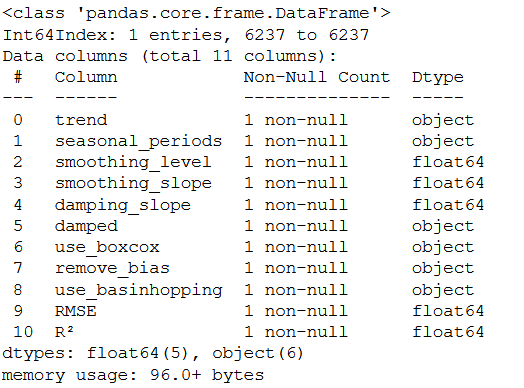 <class 'pandas.core.frame.DataFrame'>
Int64Index: 1 entries, 6237 to 6237
Data columns (total 11 columns):
 #   Column             Non-Null Count  Dtype
---  ------             --------------  -----
 0   trend              1 non-null      object
 1   seasonal_periods   1 non-null      object
 2   smoothing_level    1 non-null      float64
 3   smoothing_slope    1 non-null      float64
 4   damping_slope      1 non-null      float64
 5   damped             1 non-null      object
 6   use_boxcox         1 non-null      object
 7   remove_bias        1 non-null      object
 8   use_basinhopping   1 non-null      object
 9   RMSE               1 non-null      float64
 10  R²                 1 non-null      float64
dtypes: float64(5), object(6)
memory usage: 96.0+ bytes